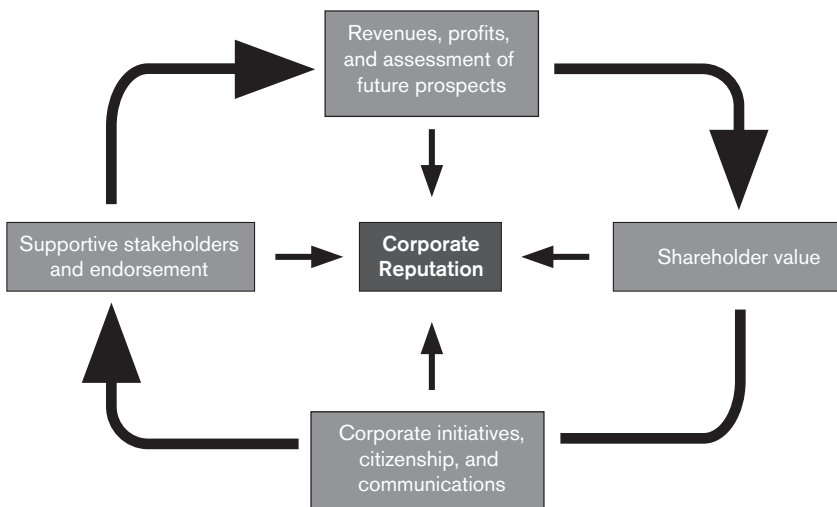 Revenues, profits,
and assessment of
future prospects
Supportive stakeholders
and endorsement
Corporate
Reputation
Shareholder value
Corporate initiatives,
citizenship, and
communications